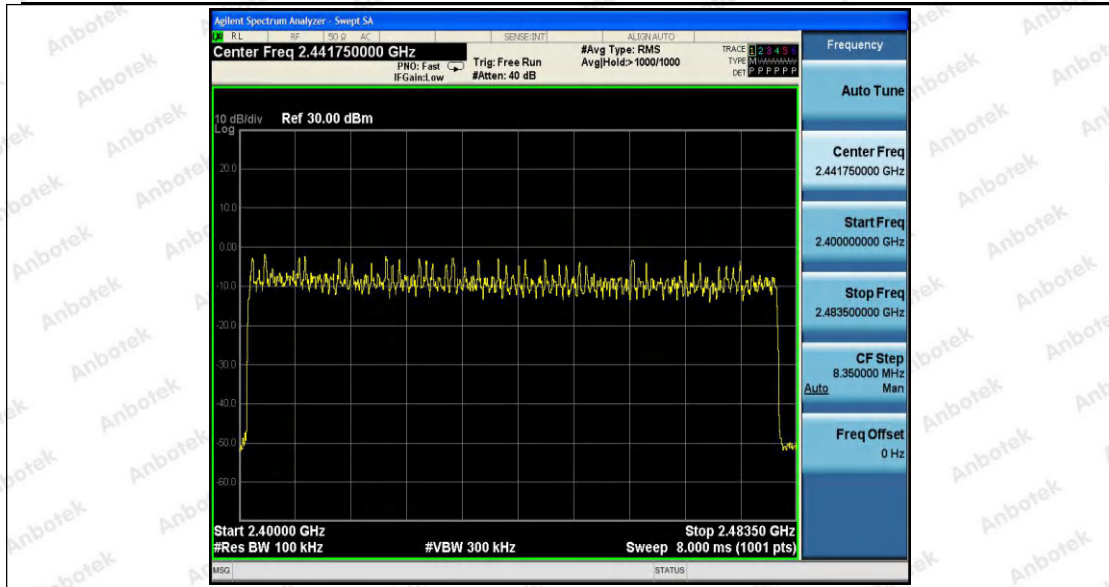 Agilent Spectrum Analyzer - Swept SA
RL RF 50 Ω AC SENSE:INT ALIGN AUTO
Center Freq 2.441750000 GHz
PNO: Fast
IFGain:Low
Trig: Free Run
#Atten: 40 dB
#Avg Type: RMS
Avg|Hold:> 1000/1000
TRACE 1 2 3 4 5 6
TYPE M
DET P P P P P P
10 dB/div Ref 30.00 dBm
Log
20.0
10.0
0.00
-10.0
-20.0
-30.0
-40.0
-50.0
-60.0
Start 2.40000 GHz Stop 2.48350 GHz
#Res BW 100 kHz #VBW 300 kHz Sweep 8.000 ms (1001 pts)
MSG STATUS
Frequency
Auto Tune
Center Freq
2.441750000 GHz
Start Freq
2.400000000 GHz
Stop Freq
2.483500000 GHz
CF Step
8.350000 MHz
Auto Man
Freq Offset
0 Hz
Anbotek